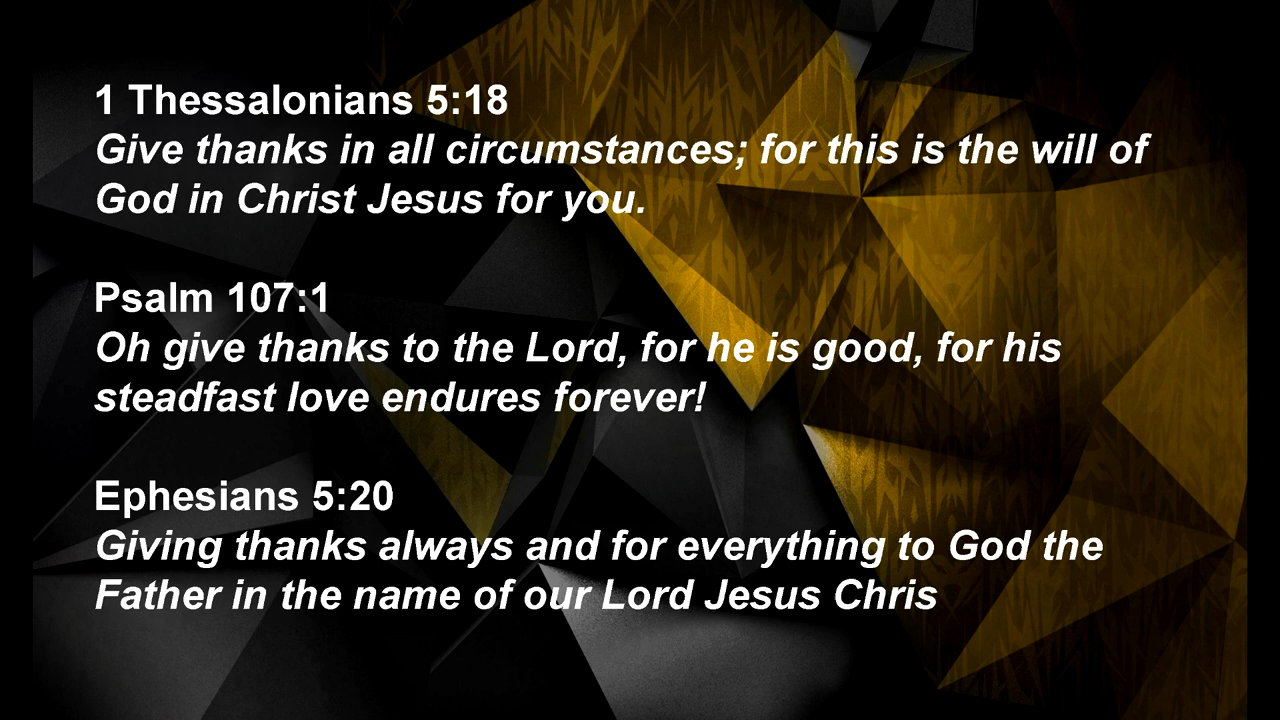 1 Thessalonians 5:18
Give thanks in all circumstances; for this is the will of
God in Christ Jesus for you.
Psalm 107:1
Oh give thanks to the Lord, for he is good, for his
steadfast love endures forever!
Ephesians 5:20
Giving thanks always and for everything to God the
Father in the name of our Lord Jesus Chris